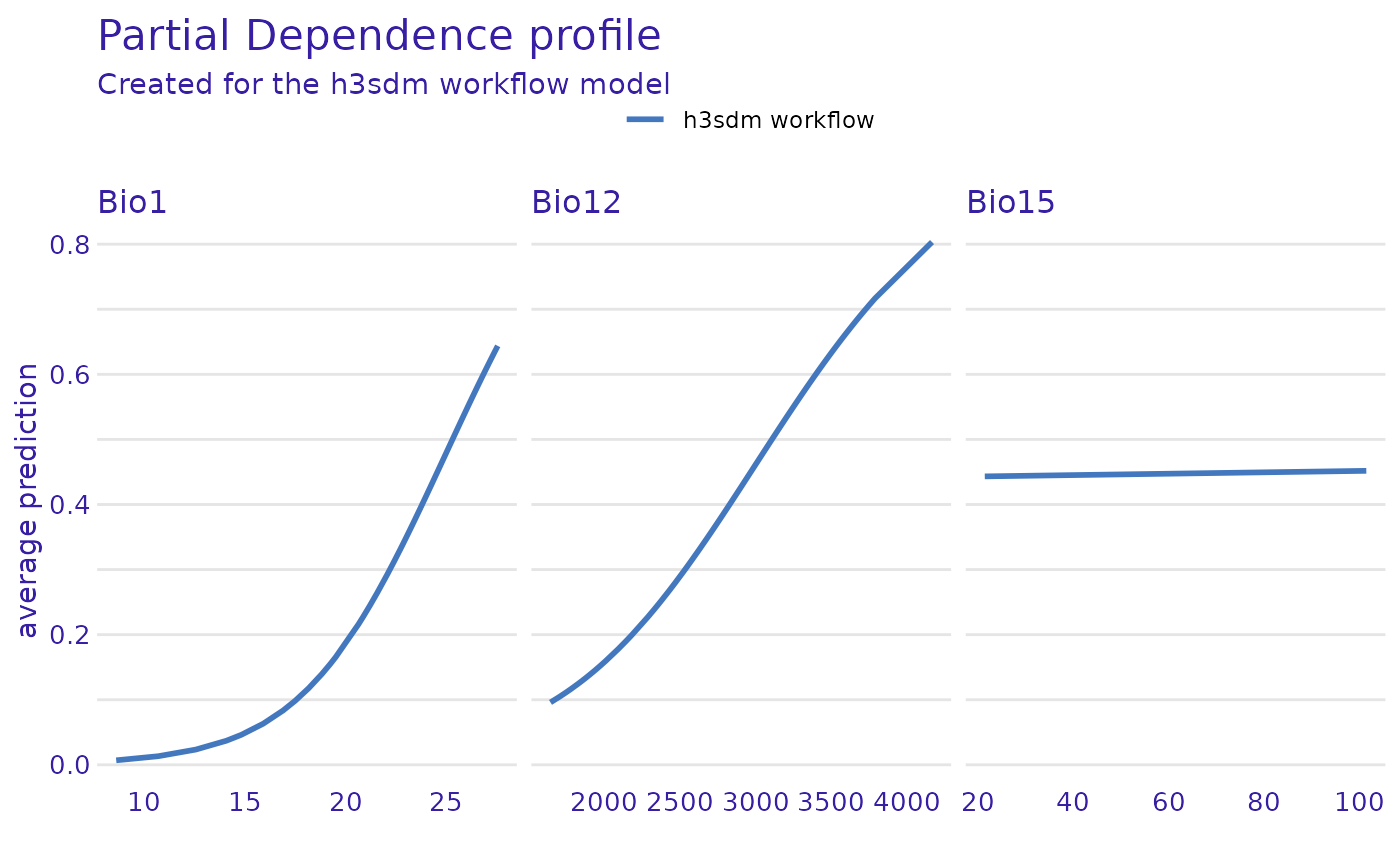 Partial Dependence profile
Created for the h3sdm workflow model
h3sdm workflow
Bio1 Bio12 Bio15
average prediction
0.8
0.6
0.4
0.2
0.0
10 15 20 25 2000 2500 3000 3500 4000 20 40 60 80 100